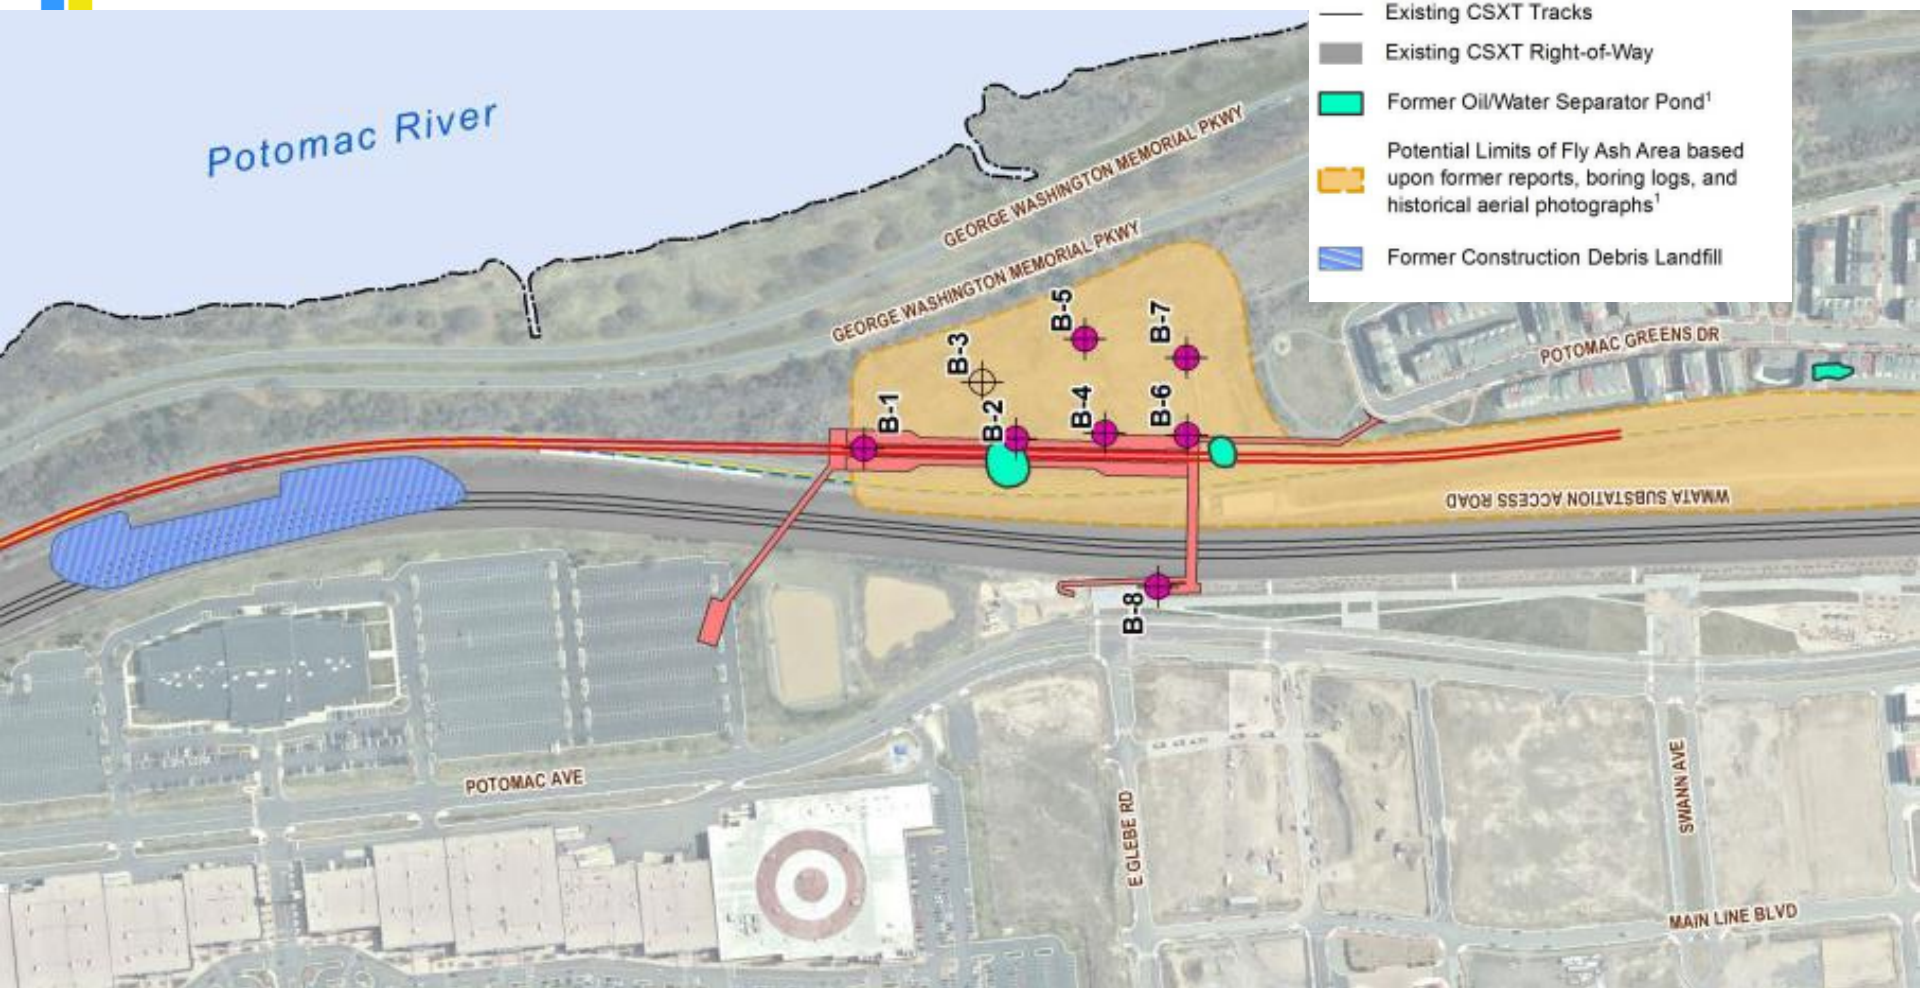 Existing CSXT Tracks
Existing CSXT Right-of-Way
Former Oil/Water Separator Pond¹
Potential Limits of Fly Ash Area based
upon former reports, boring logs, and
historical aerial photographs¹
Former Construction Debris Landfill
Potomac River
GEORGE WASHINGTON MEMORIAL PKWY
GEORGE WASHINGTON MEMORIAL PKWY
B-5
B-7
B-3
B-1
B-2
B-4
B-6
POTOMAC GREENS DR
WMATA SUBSTATION ACCESS ROAD
B-8
POTOMAC AVE
E GLEBE RD
SWANN AVE
MAIN LINE BLVD